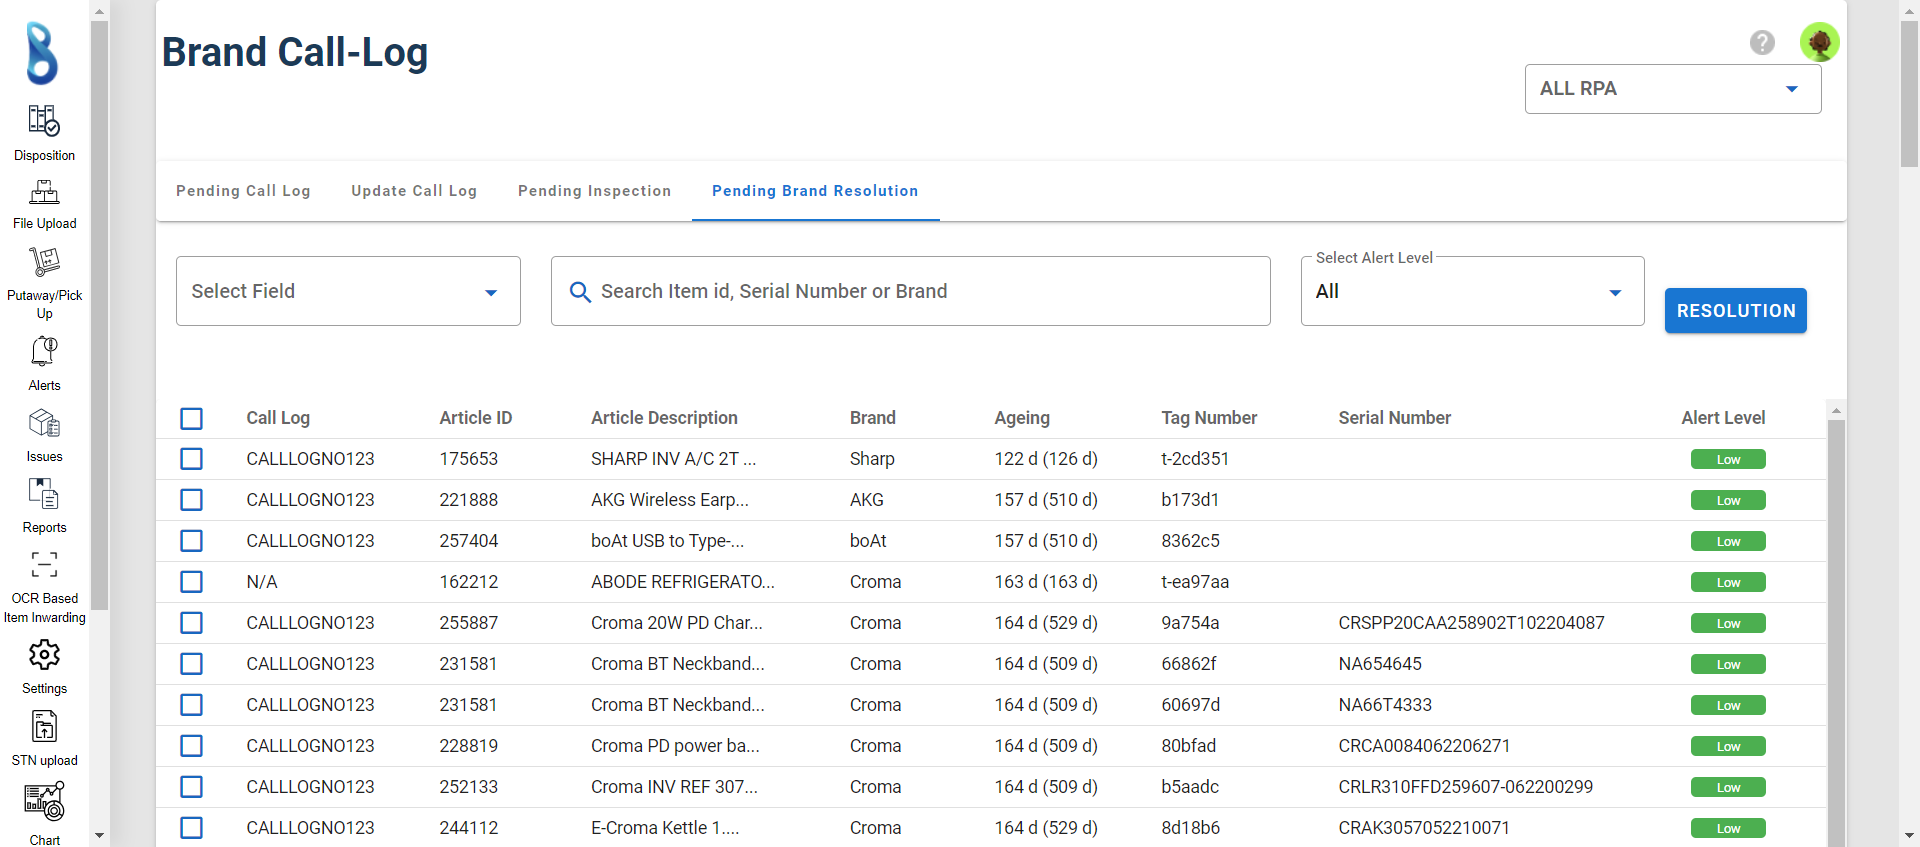 Brand Call-Log
?
ALL RPA
Disposition
File Upload
Putaway/Pick
Up
Alerts
Issues
Reports
OCR Based
Item Inwarding
Settings
STN upload
Chart
Pending Call Log Update Call Log Pending Inspection Pending Brand Resolution
Select Field
Search Item id, Serial Number or Brand
Select Alert Level
All
RESOLUTION
Call Log Article ID Article Description Brand Ageing Tag Number Serial Number Alert Level
CALLLOGNO123 175653 SHARP INV A/C 2T ... Sharp 122 d (126 d) t-2cd351 Low
CALLLOGNO123 221888 AKG Wireless Earp... AKG 157 d (510 d) b173d1 Low
CALLLOGNO123 257404 boAt USB to Type-... boAt 157 d (510 d) 8362c5 Low
N/A 162212 ABODE REFRIGERATO... Croma 163 d (163 d) t-ea97aa Low
CALLLOGNO123 255887 Croma 20W PD Char... Croma 164 d (529 d) 9a754a CRSPP20CAA258902T102204087 Low
CALLLOGNO123 231581 Croma BT Neckband... Croma 164 d (509 d) 66862f NA654645 Low
CALLLOGNO123 231581 Croma BT Neckband... Croma 164 d (509 d) 60697d NA66T4333 Low
CALLLOGNO123 228819 Croma PD power ba... Croma 164 d (509 d) 80bfad CRCA0084062206271 Low
CALLLOGNO123 252133 Croma INV REF 307... Croma 164 d (509 d) b5aadc CRLR310FFD259607-062200299 Low
CALLLOGNO123 244112 E-Croma Kettle 1.... Croma 164 d (529 d) 8d18b6 CRAK3057052210071 Low